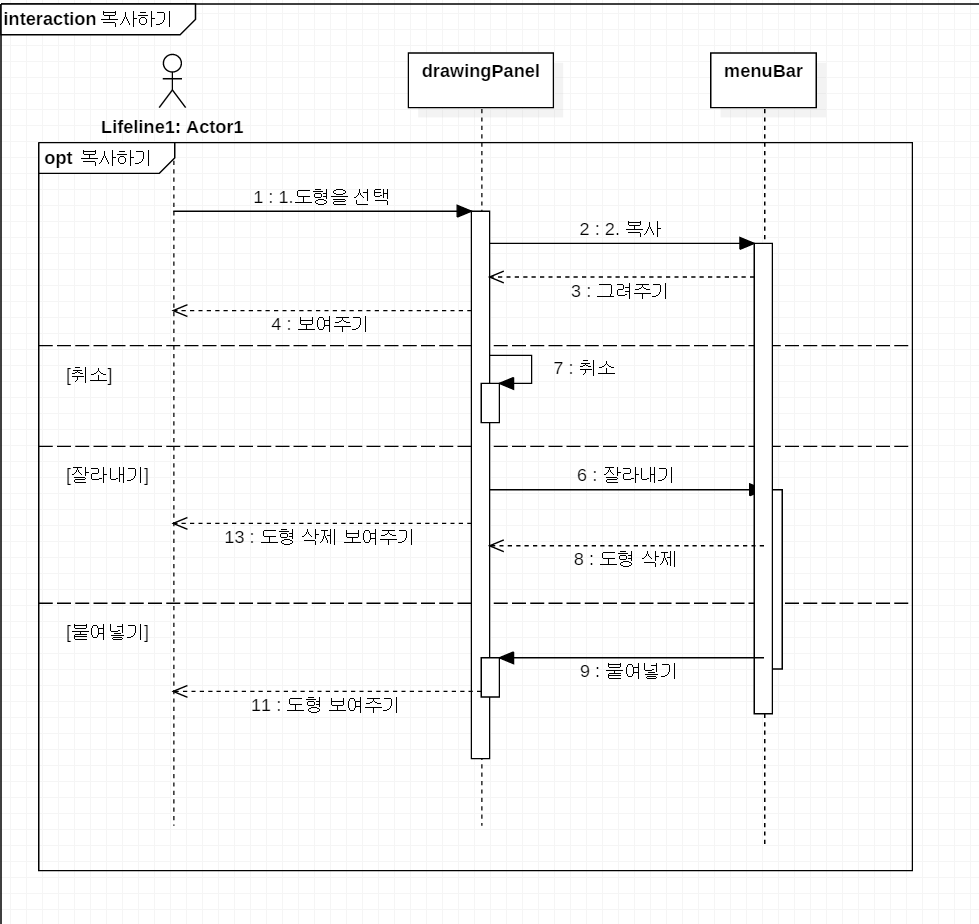 interaction 복사하기
drawingPanel
menuBar
Lifeline1: Actor1
opt 복사하기
1 : 1.도형을 선택
2 : 2. 복사
3 : 그려주기
4 : 보여주기
[취소]
7 : 취소
[잘라내기]
6 : 잘라내기
13 : 도형 삭제 보여주기
8 : 도형 삭제
[붙여넣기]
9 : 붙여넣기
11 : 도형 보여주기